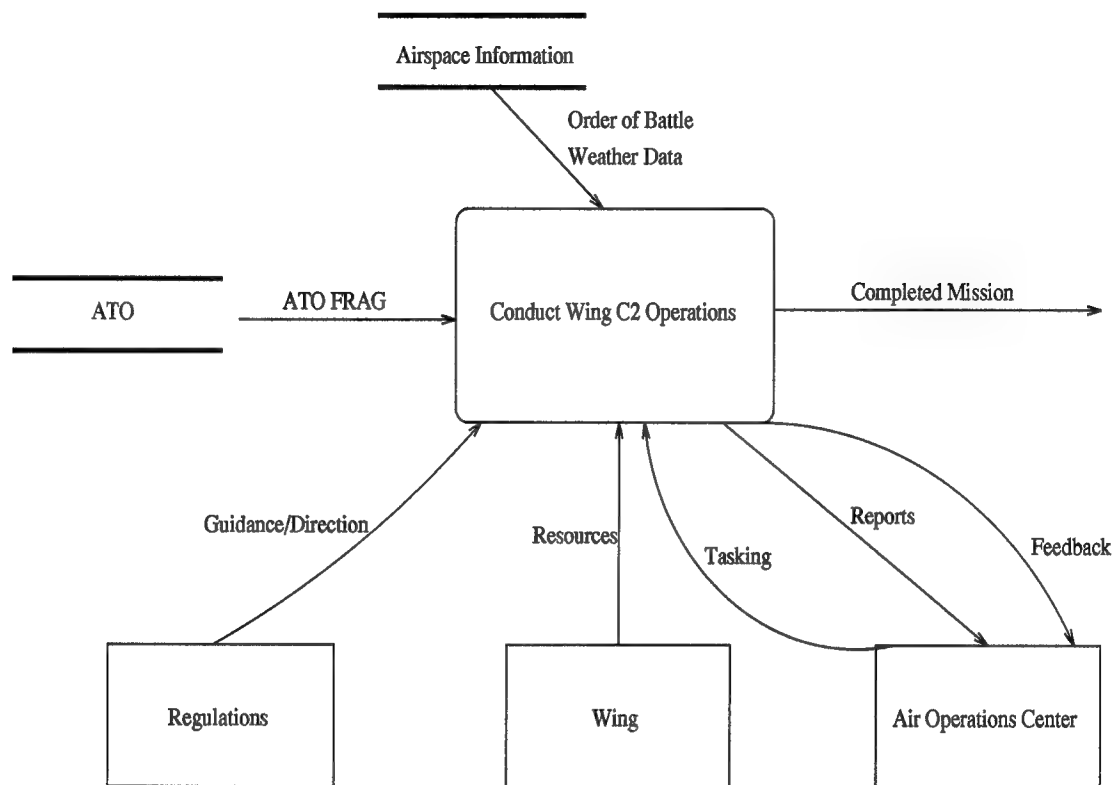 Airspace Information
Order of Battle
Weather Data
ATO
ATO FRAG
Conduct Wing C2 Operations
Completed Mission
Guidance/Direction
Resources
Tasking
Reports
Feedback
Regulations
Wing
Air Operations Center